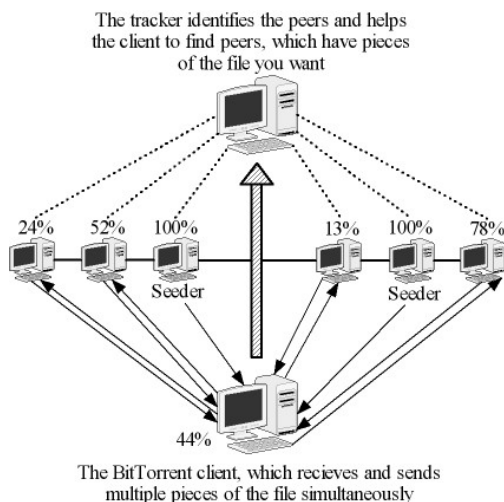 The tracker identifies the peers and helps
the client to find peers, which have pieces
of the file you want
24% 52% 100% 13% 100% 78%
Seeder Seeder
44%
The BitTorrent client, which recieves and sends
multiple pieces of the file simultaneously